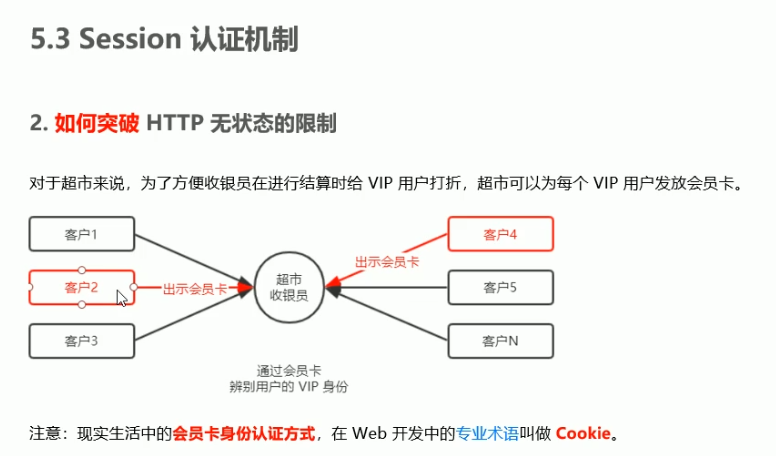 5.3 Session 认证机制
2. 如何突破 HTTP 无状态的限制
对于超市来说，为了方便收银员在进行结算时给 VIP 用户打折，超市可以为每个 VIP 用户发放会员卡。
客户1
客户4
出示会员卡
客户2
出示会员卡
超市
收银员
客户5
客户3
客户N
通过会员卡
辨别用户的 VIP 身份
注意：现实生活中的会员卡身份认证方式，在 Web 开发中的专业术语叫做 Cookie。